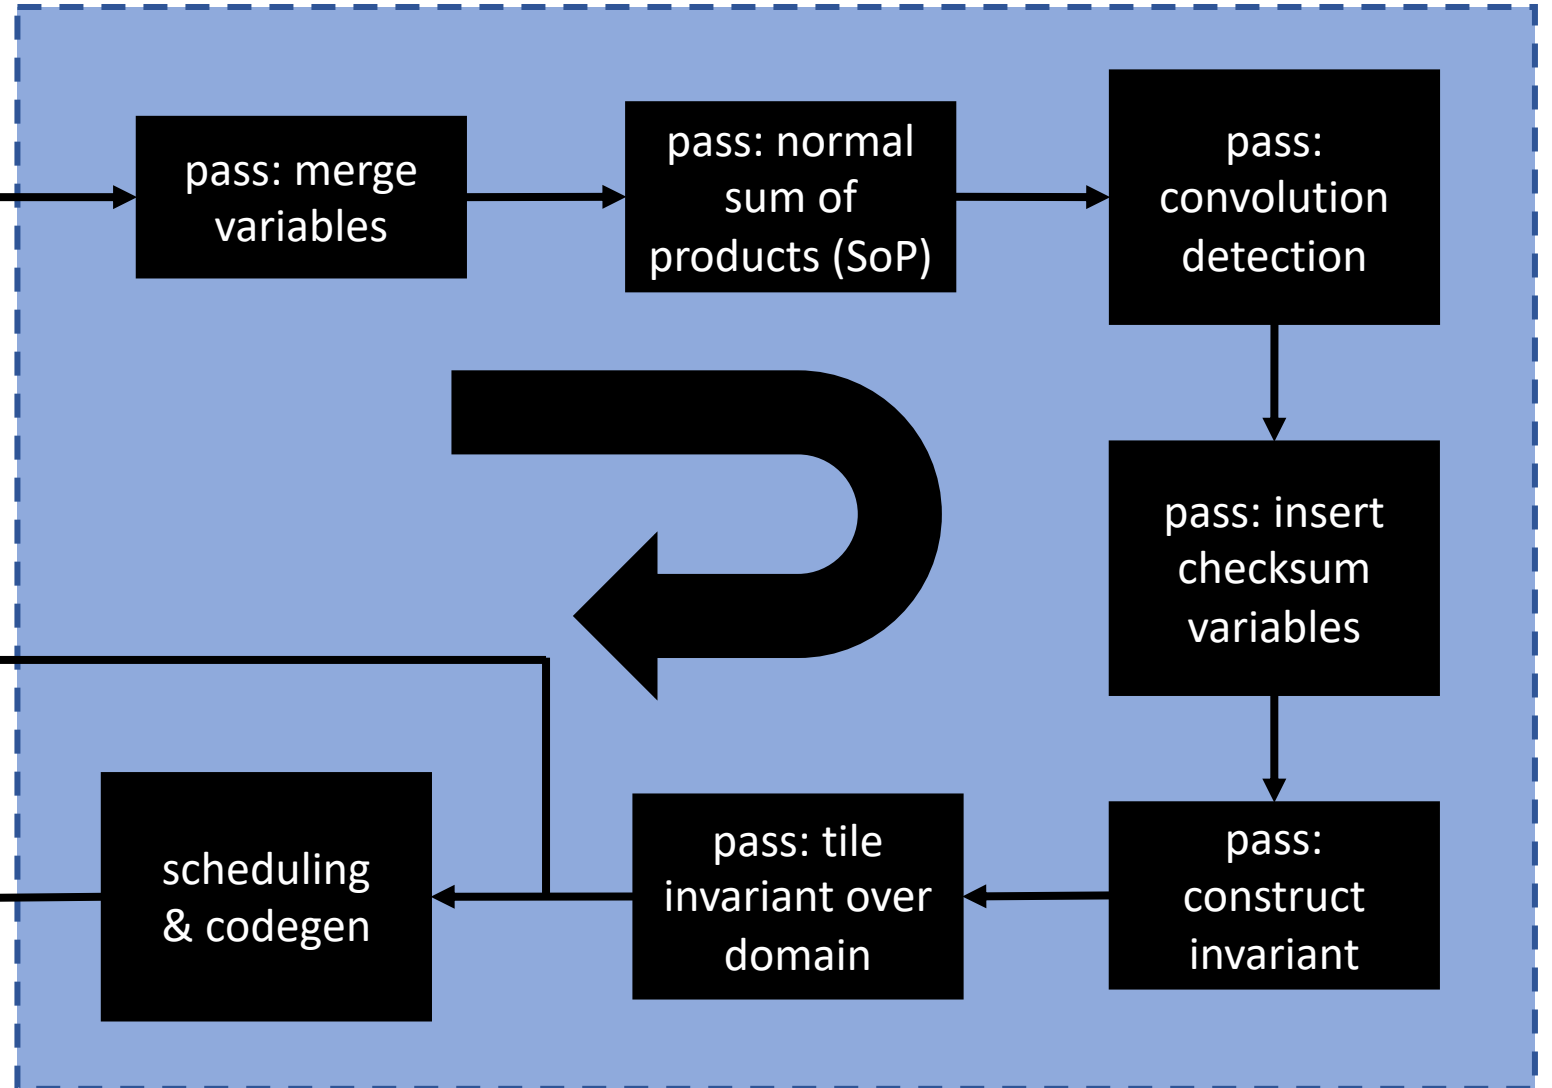 pass: merge
variables
pass: normal
sum of
products (SoP)
pass:
convolution
detection
pass: insert
checksum
variables
pass:
construct
invariant
pass: tile
invariant over
domain
scheduling
& codegen